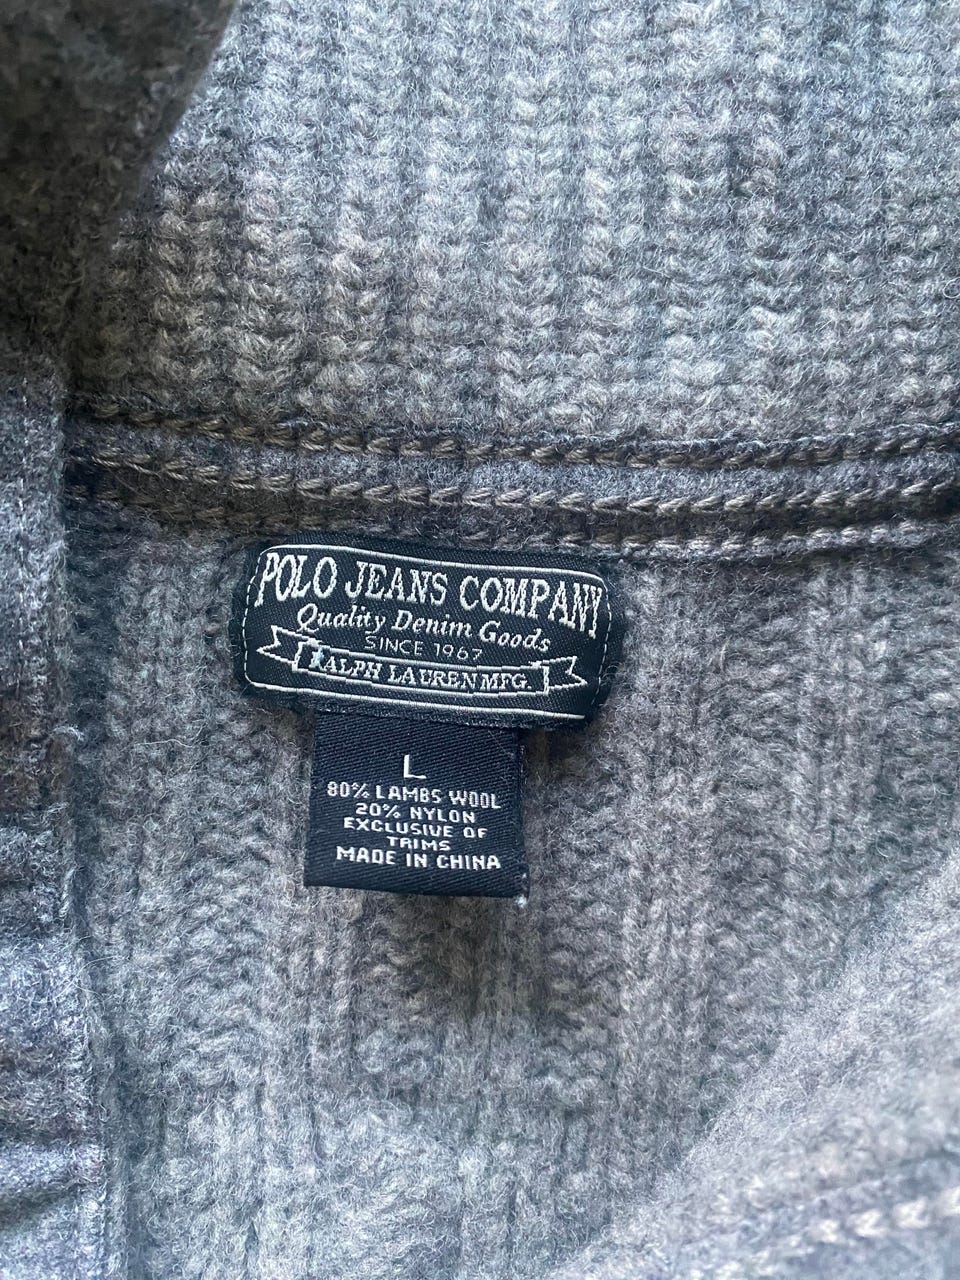 POLO JEANS COMPANY
Quality Denim Goods
SINCE 1967
RALPH LAUREN MFG.
L
80% LAMBS WOOL
20% NYLON
EXCLUSIVE OF
TRIMS
MADE IN CHINA